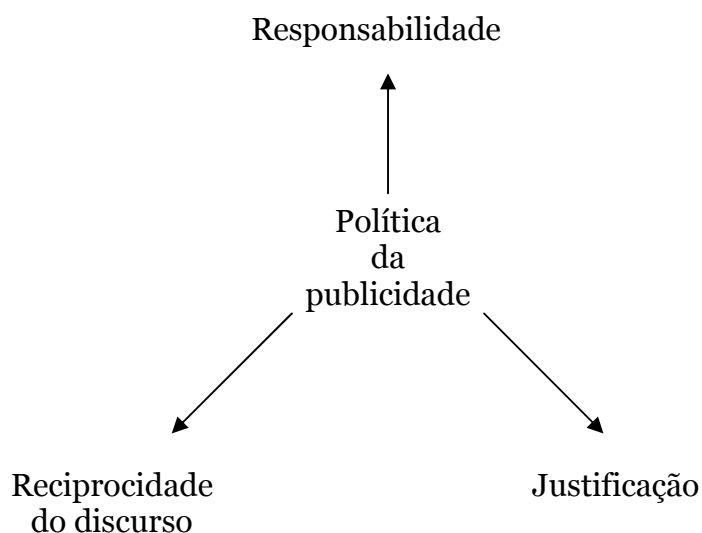 Responsabilidade
Política
da
publicidade
Reciprocidade
do discurso
Justificação